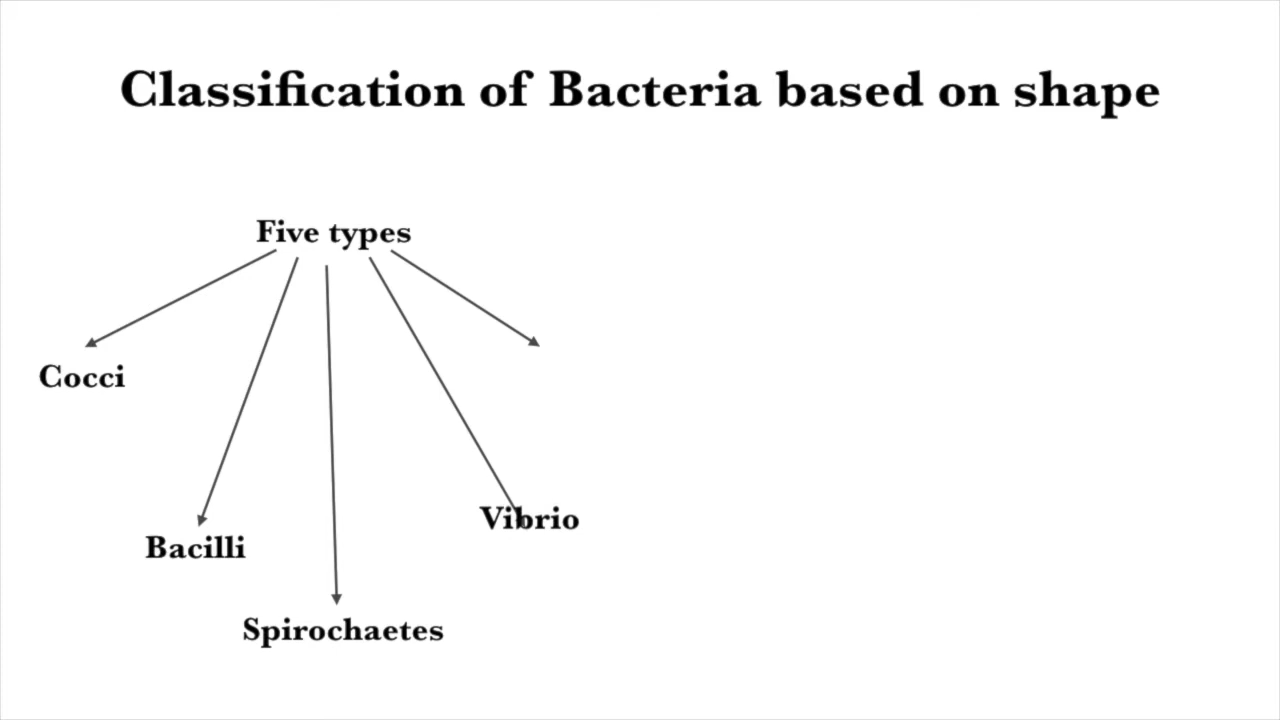 Classification of Bacteria based on shape
Five types
Cocci
Vibrio
Bacilli
Spirochaetes